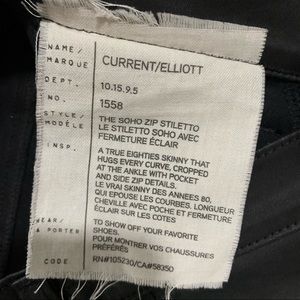 NAME/
MARQUE
CURRENT/ELLIOTT
DEPT.
10.15.9.5
NO.
1558
STYLE/
MODÈLE
THE SOHO ZIP STILETTO
LE STILETTO SOHO AVEC
FERMETURE ÉCLAIR
INSP.
A TRUE EIGHTIES SKINNY THAT
HUGS EVERY CURVE, CROPPED
AT THE ANKLE WITH POCKET
AND SIDE ZIP DETAILS.
LE VRAI SKINNY DES ANNEES 80,
QUI EPOUSE LES COURBES. LONGUEUR
CHEVILLE AVEC POCHE ET FERMETURE
ÉCLAIR SUR LES COTES
WEAR/
A PORTER
TO SHOW OFF YOUR FAVORITE
SHOES.
POUR MONTRER VOS CHAUSSURES
PRÉFÉRÉS
CODE
RN#105230/CA#58350